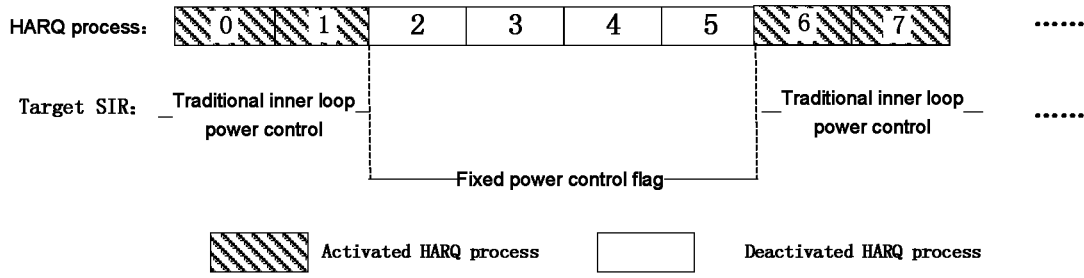 HARQ process: 0 1 2 3 4 5 6 7 ······
Target SIR: Traditional inner loop power control Traditional inner loop power control ······
Fixed power control flag
Activated HARQ process Deactivated HARQ process